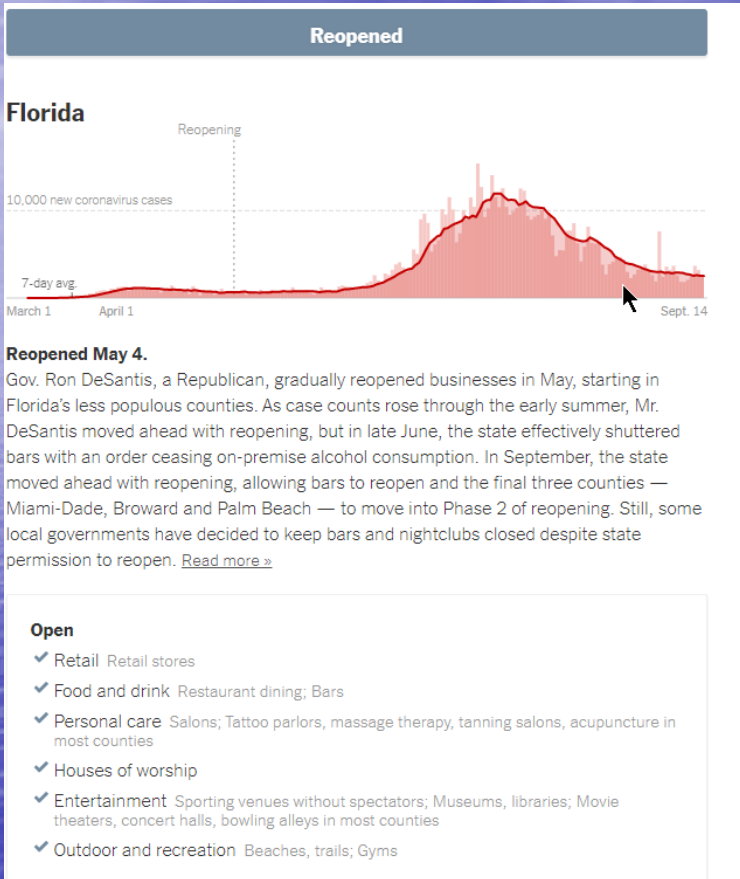 Reopened
Florida
Reopening
10,000 new coronavirus cases
7-day avg.
March 1
April 1
Sept. 14
Reopened May 4.
Gov. Ron DeSantis, a Republican, gradually reopened businesses in May, starting in
Florida’s less populous counties. As case counts rose through the early summer, Mr.
DeSantis moved ahead with reopening, but in late June, the state effectively shuttered
bars with an order ceasing on-premise alcohol consumption. In September, the state
moved ahead with reopening, allowing bars to reopen and the final three counties —
Miami-Dade, Broward and Palm Beach — to move into Phase 2 of reopening. Still, some
local governments have decided to keep bars and nightclubs closed despite state
permission to reopen. Read more »
Open
Retail Retail stores
Food and drink Restaurant dining; Bars
Personal care Salons; Tattoo parlors, massage therapy, tanning salons, acupuncture in
most counties
Houses of worship
Entertainment Sporting venues without spectators; Museums, libraries; Movie
theaters, concert halls, bowling alleys in most counties
Outdoor and recreation Beaches, trails; Gyms